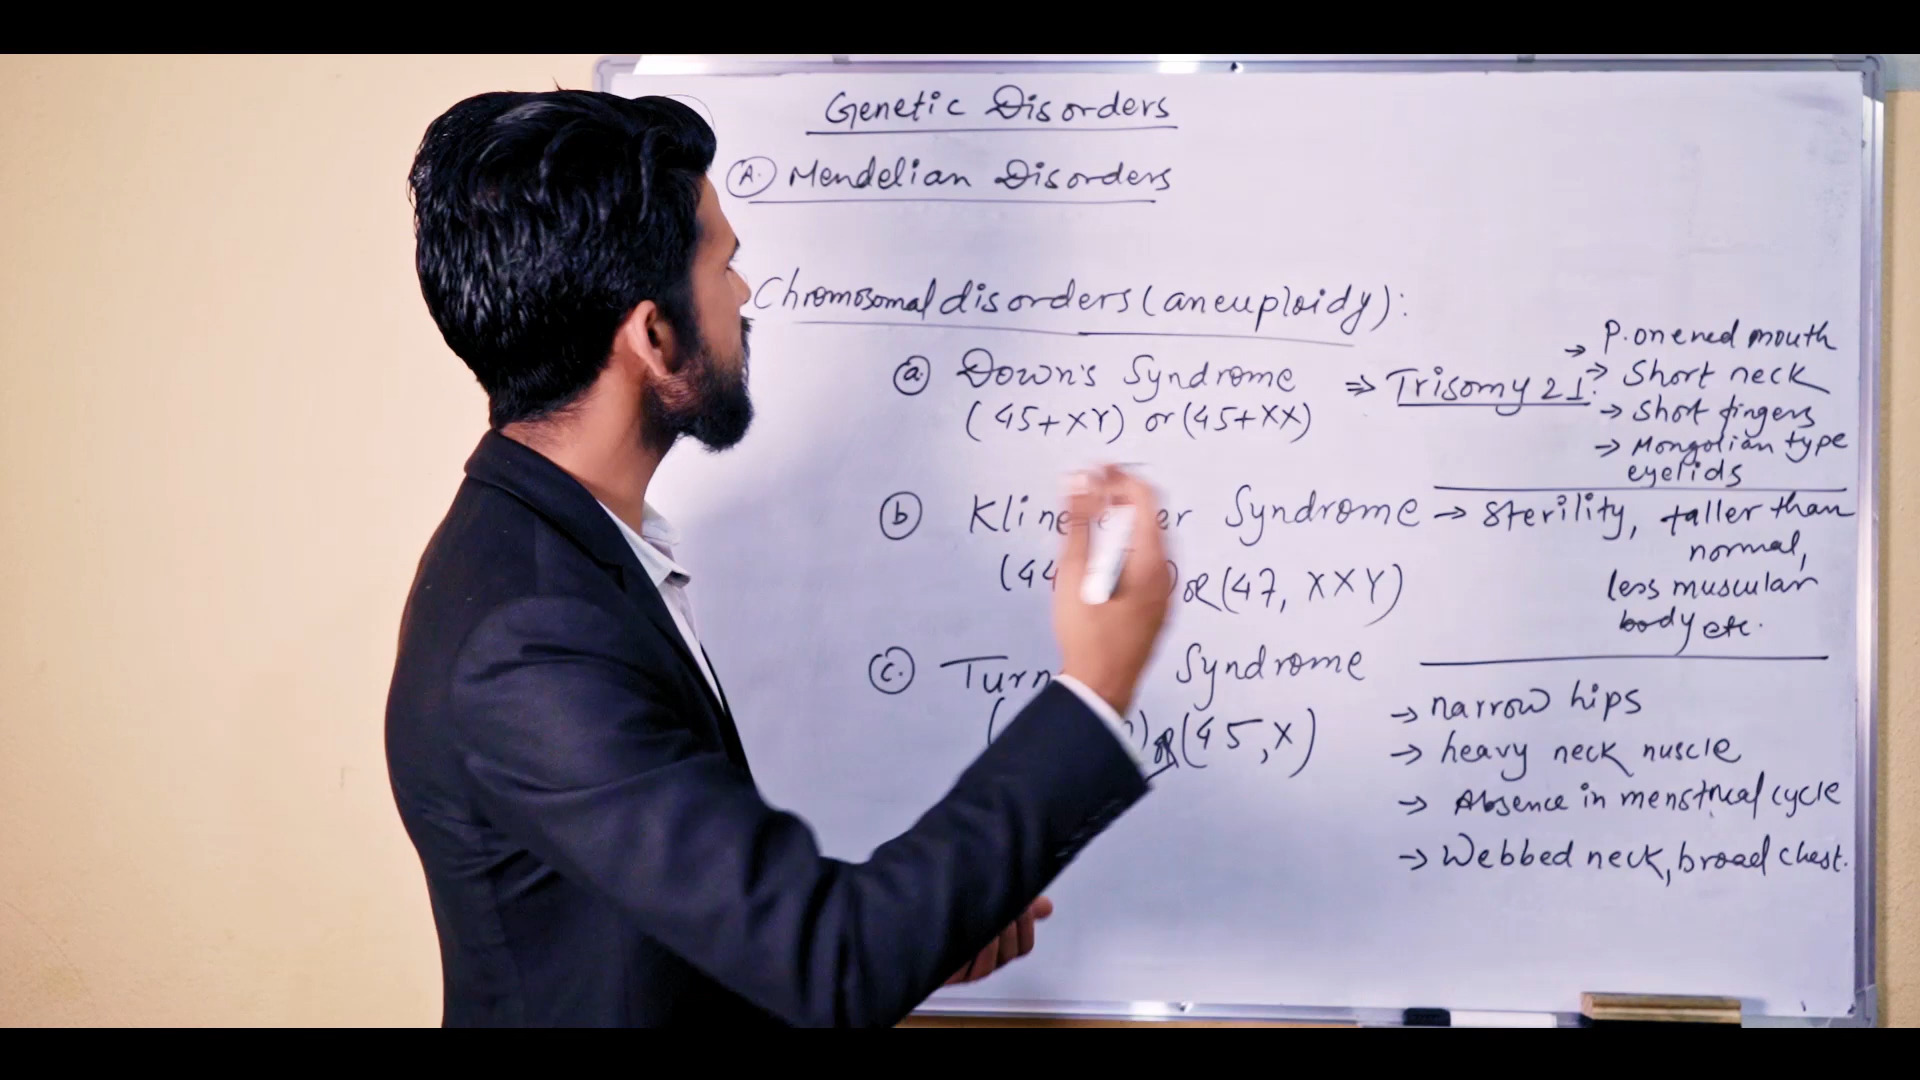 Genetic Disorders
A. Mendelian Disorders
Chromosomal disorders (aneuploidy):
a. Down's Syndrome ⇒ Trisomy 21.
(45+XY) or (45+XX)
→ P. onened mouth
→ Short neck
→ Short fingers
→ Mongolian type
eyelids
b Syndrome → Sterility, taller than
normal,
less muscular
body etc.
(44 ) or (47, XXY)
c. Syndrome
) or (45,X)
→ narrow hips
→ heavy neck nuscle
→ Absence in menstrual cycle
→ Webbed neck, broad chest.